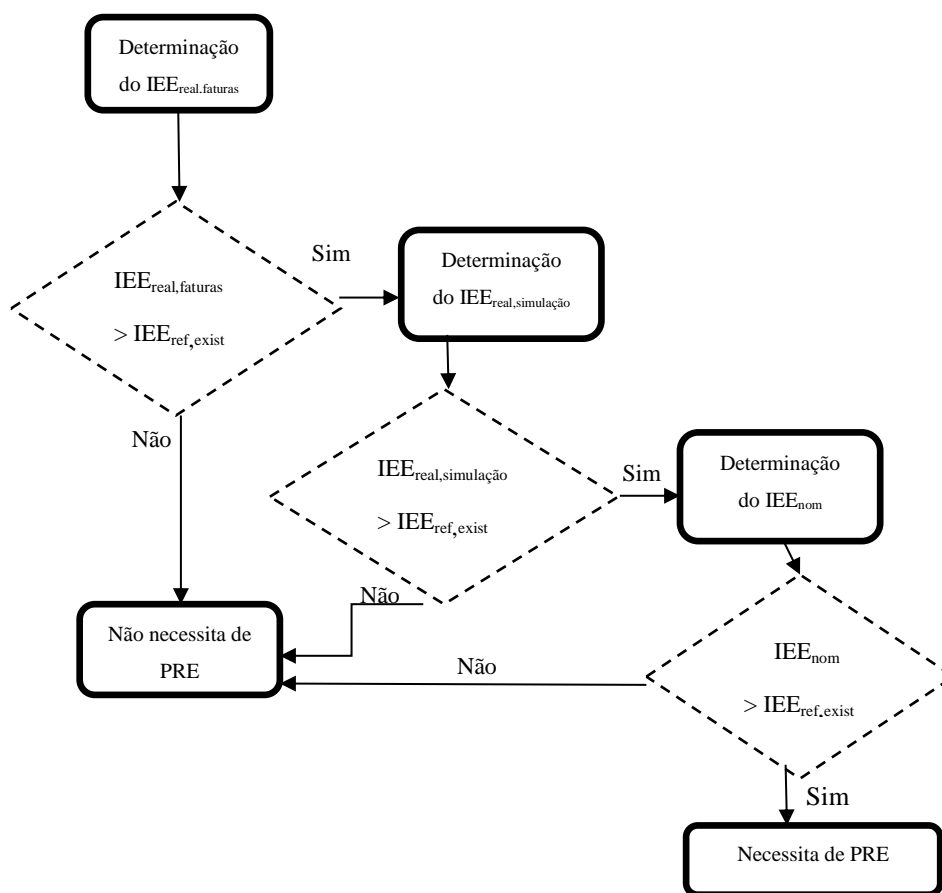 Determinação
do IEEreal.faturas
Sim
IEEreal,faturas
> IEEref,exist
Determinação
do IEEreal,simulação
Não
IEEreal,simulação
> IEEref,exist
Sim
Determinação
do IEEnom
Não
Não necessita de
PRE
Não
IEEnom
> IEEref.exist
Sim
Necessita de PRE